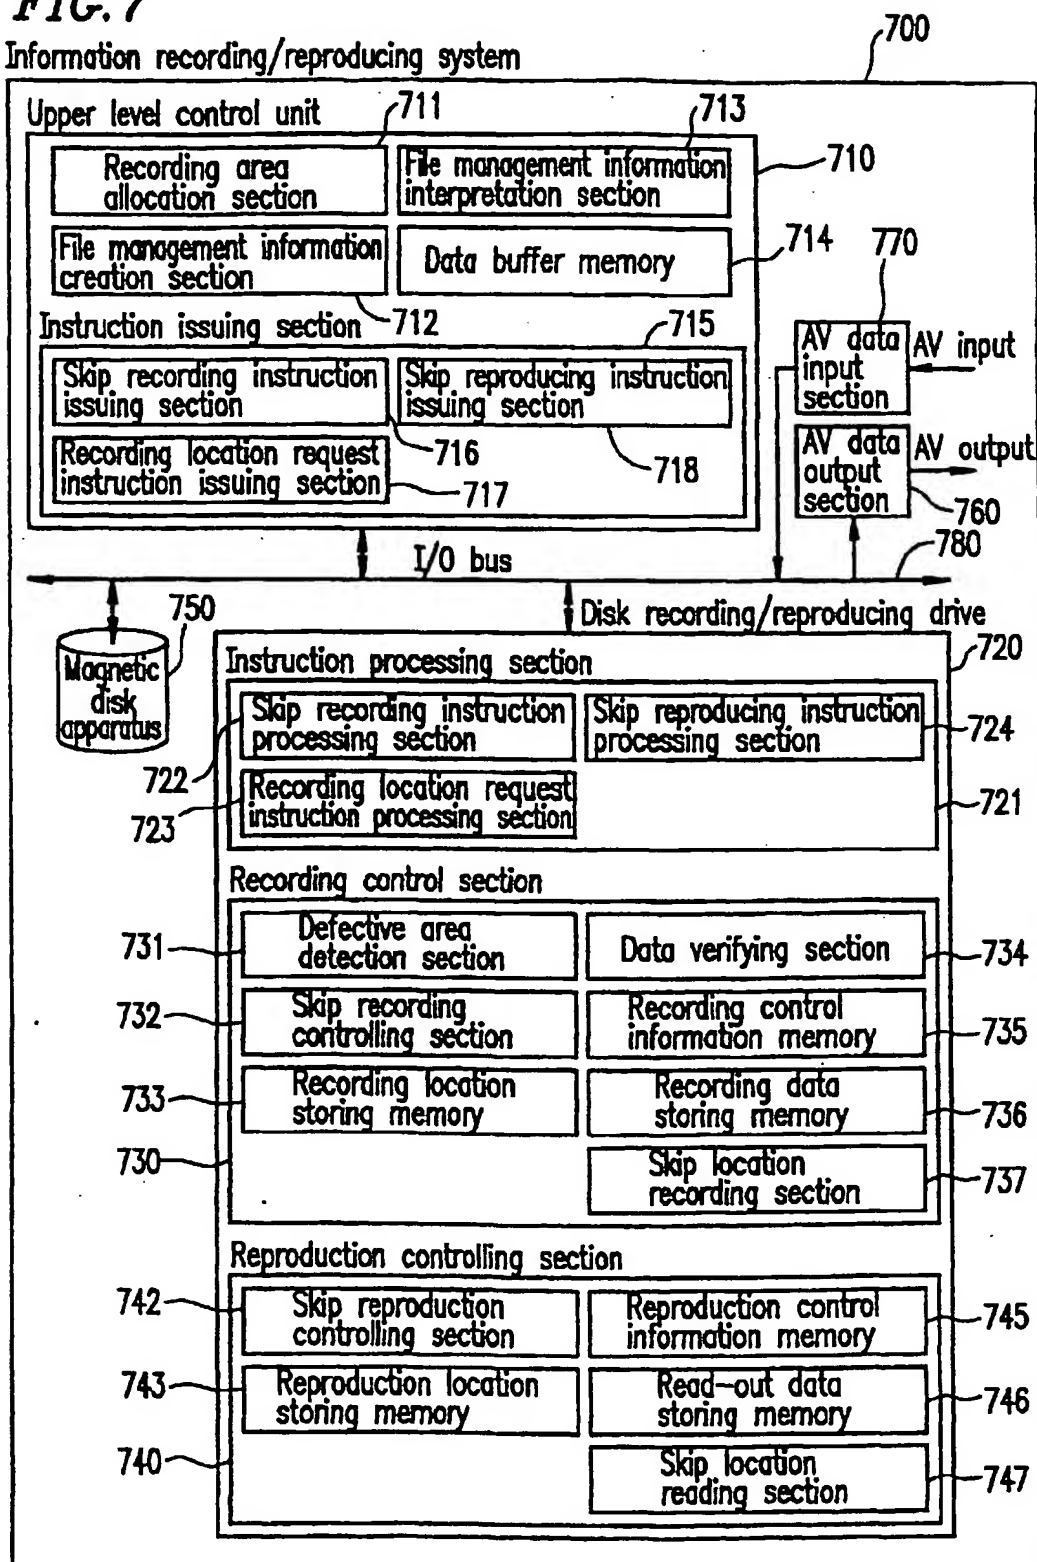 FIG. 7
700
Information recording/reproducing system
Upper level control unit
711
713
710
Recording area
allocation section
File management information
interpretation section
File management information
creation section
Data buffer memory
714
712
770
Instruction issuing section
715
Skip recording instruction
issuing section
Skip reproducing instruction
issuing section
716
718
Recording location request
instruction issuing section
717
AV data
input
section
AV input
AV data
output
section
AV output
760
I/O bus
780
750
Magnetic
disk
apparatus
Disk recording/reproducing drive
720
Instruction processing section
Skip recording instruction
processing section
Skip reproducing instruction
processing section
724
722
Recording location request
instruction processing section
723
721
Recording control section
731
Defective area
detection section
Data verifying section
734
732
Skip recording
controlling section
Recording control
information memory
735
733
Recording location
storing memory
Recording data
storing memory
736
730
Skip location
recording section
737
Reproduction controlling section
742
Skip reproduction
controlling section
Reproduction control
information memory
745
743
Reproduction location
storing memory
Read-out data
storing memory
746
740
Skip location
reading section
747